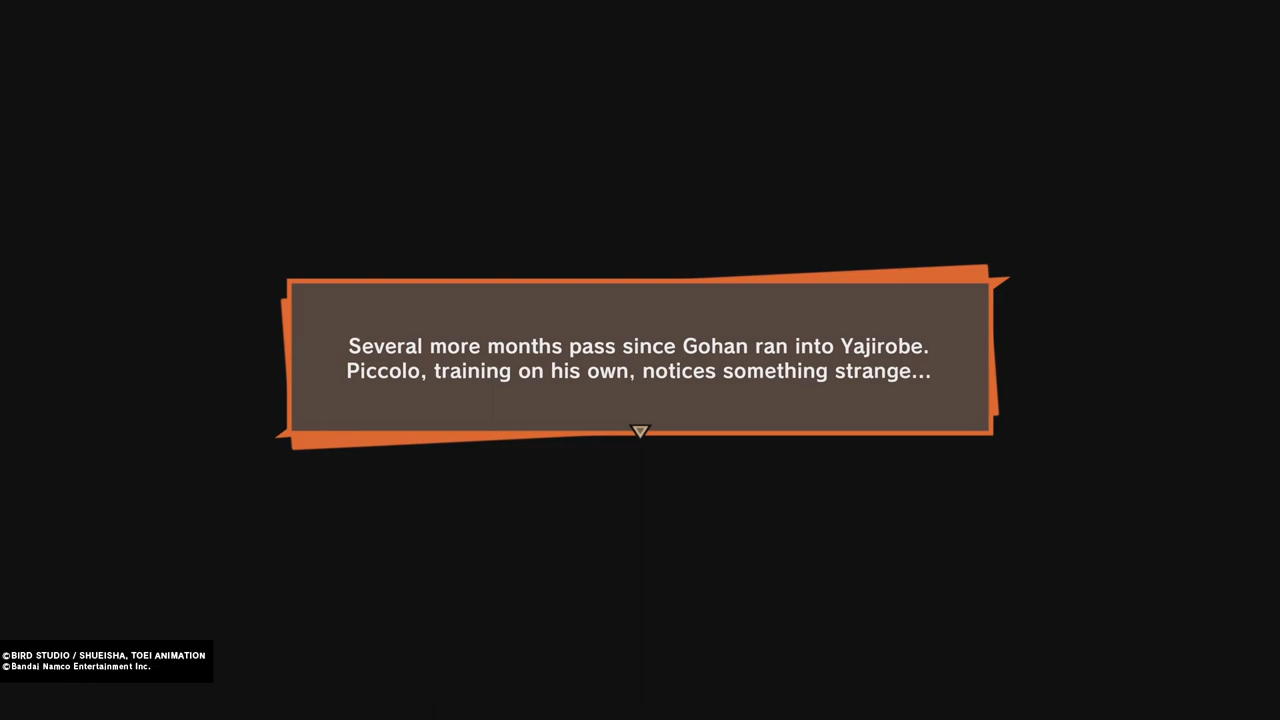 Several more months pass since Gohan ran into Yajirobe.
Piccolo, training on his own, notices something strange...
©BIRD STUDIO / SHUEISHA, TOEI ANIMATION
©Bandai Namco Entertainment Inc.